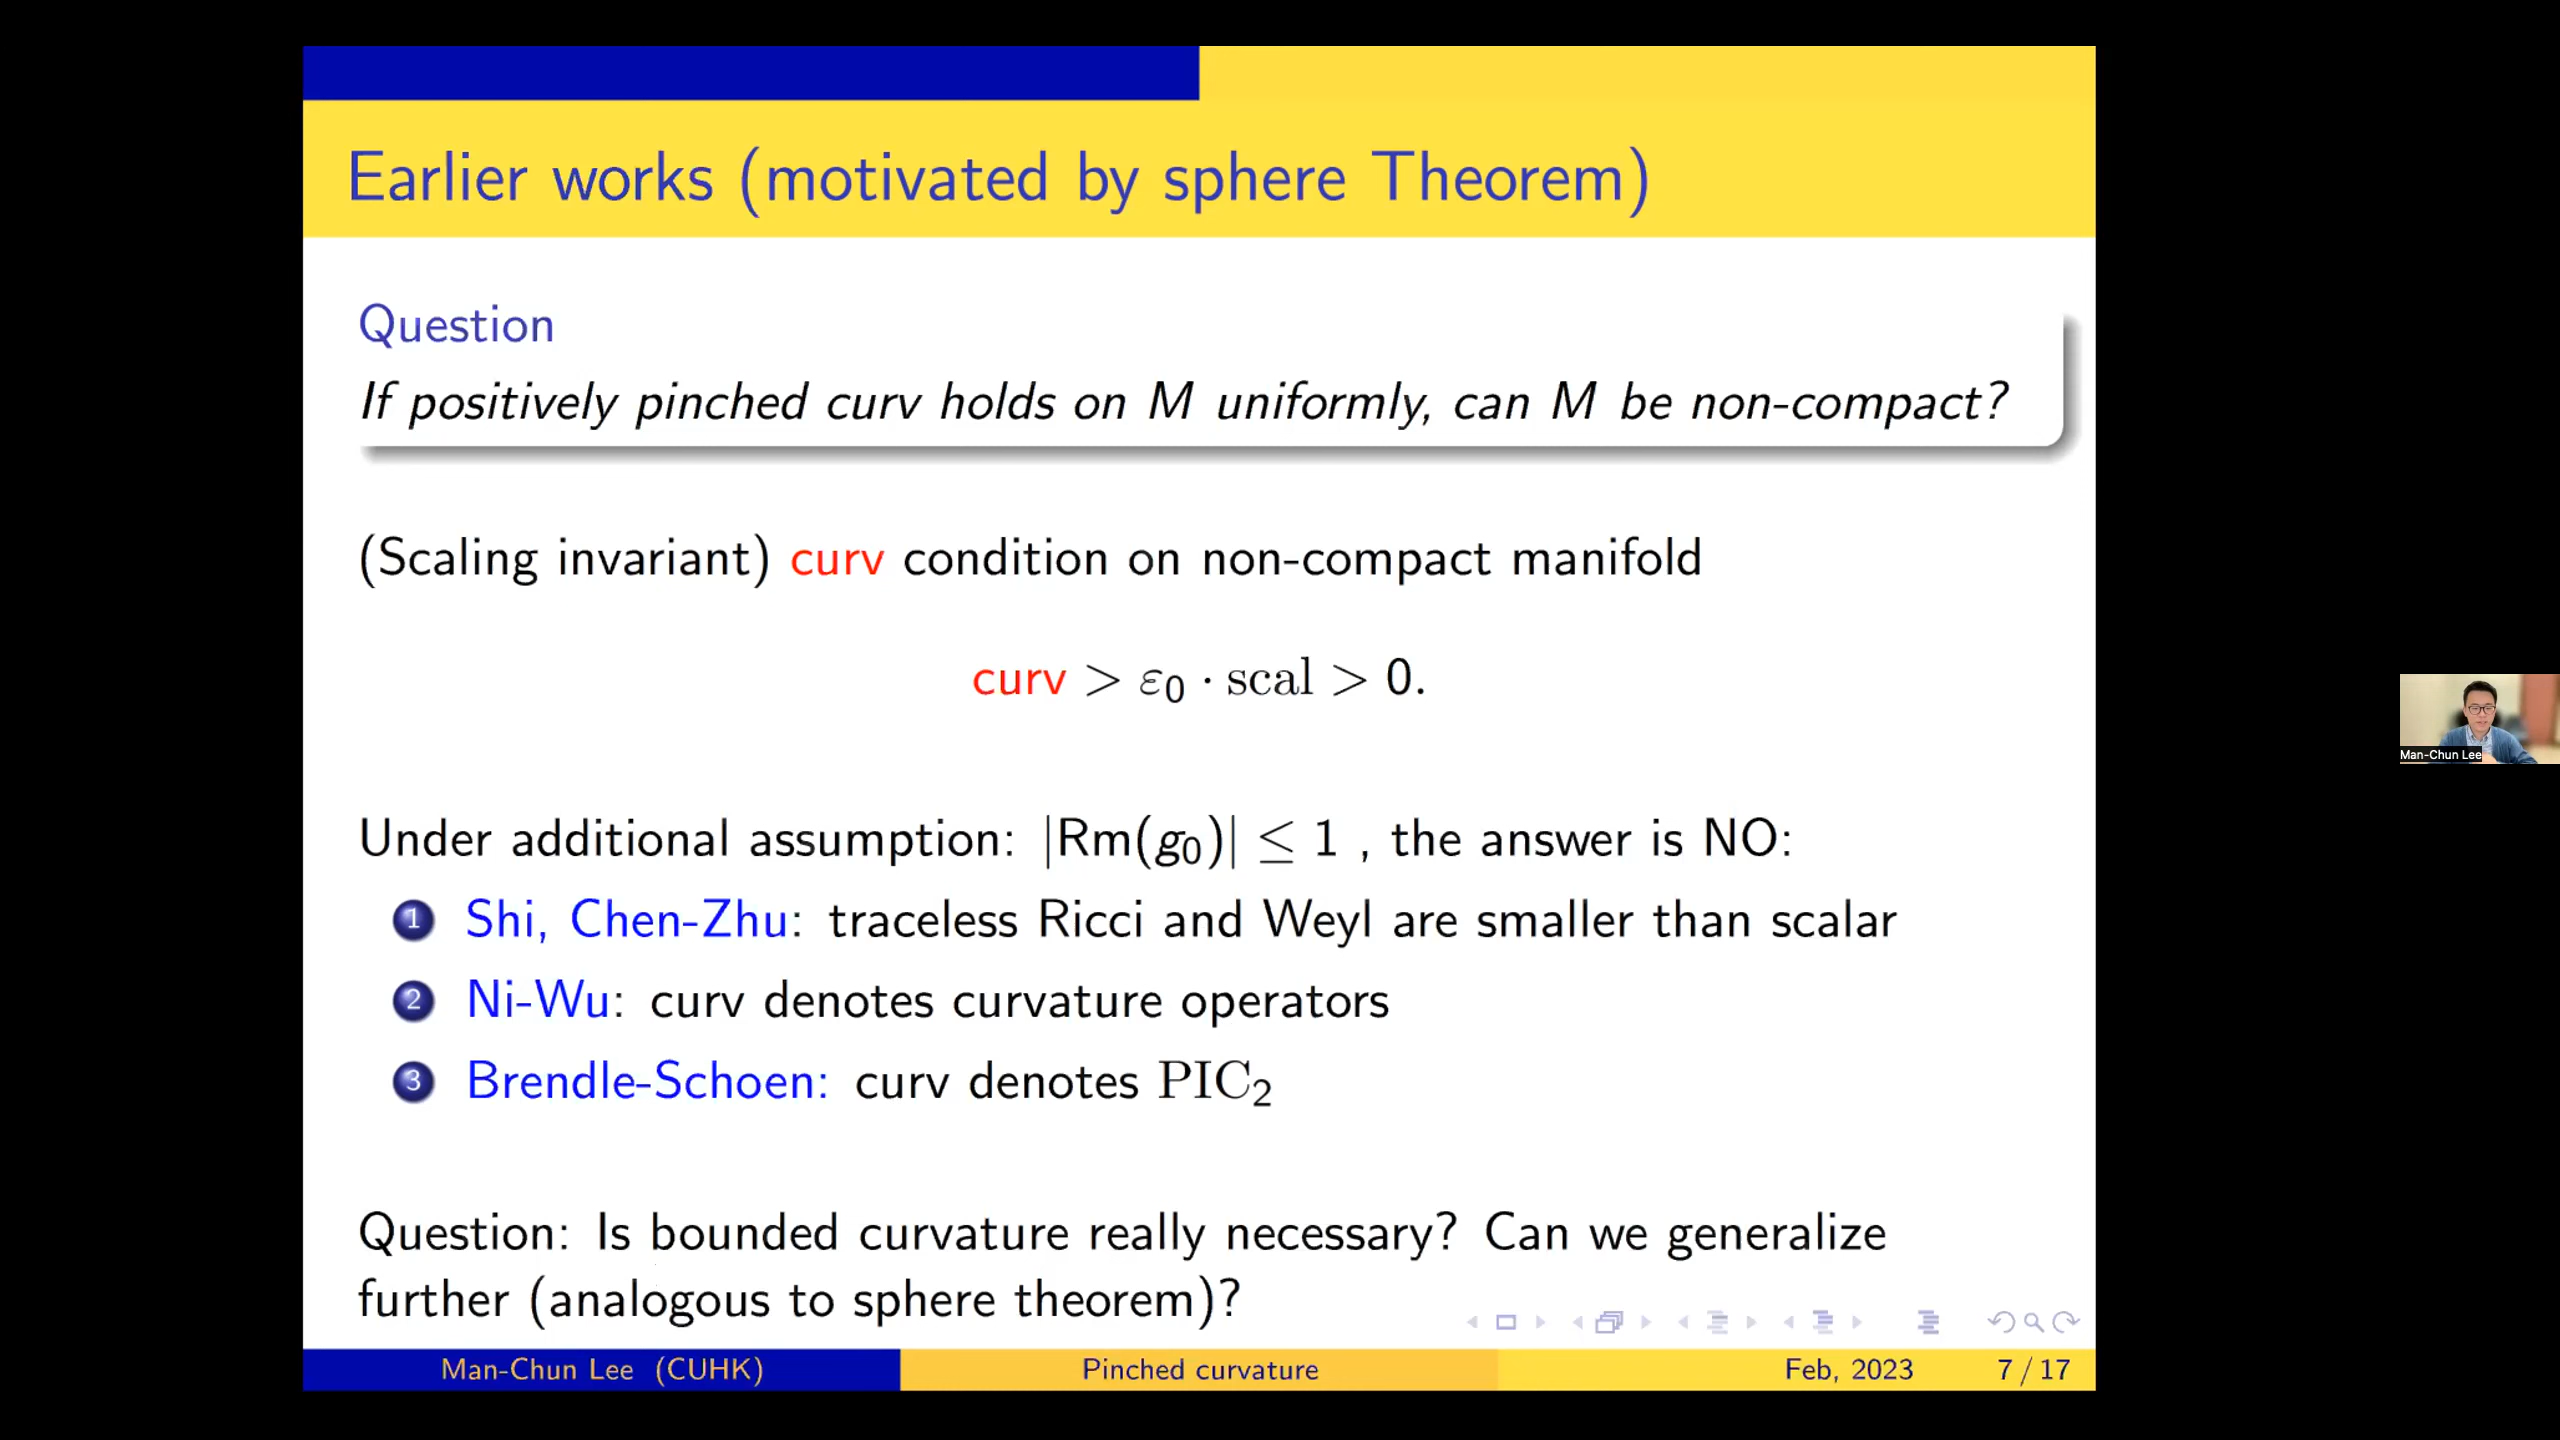 Earlier works (motivated by sphere Theorem)
Question
If positively pinched curv holds on M uniformly, can M be non-compact?
(Scaling invariant) curv condition on non-compact manifold
curv > ε₀ · scal > 0.
Under additional assumption: |Rm(g₀)| ≤ 1 , the answer is NO:
1 Shi, Chen-Zhu: traceless Ricci and Weyl are smaller than scalar
2 Ni-Wu: curv denotes curvature operators
3 Brendle-Schoen: curv denotes PIC₂
Question: Is bounded curvature really necessary? Can we generalize
further (analogous to sphere theorem)?
Man-Chun Lee (CUHK) Pinched curvature Feb, 2023 7 / 17
Man-Chun Lee